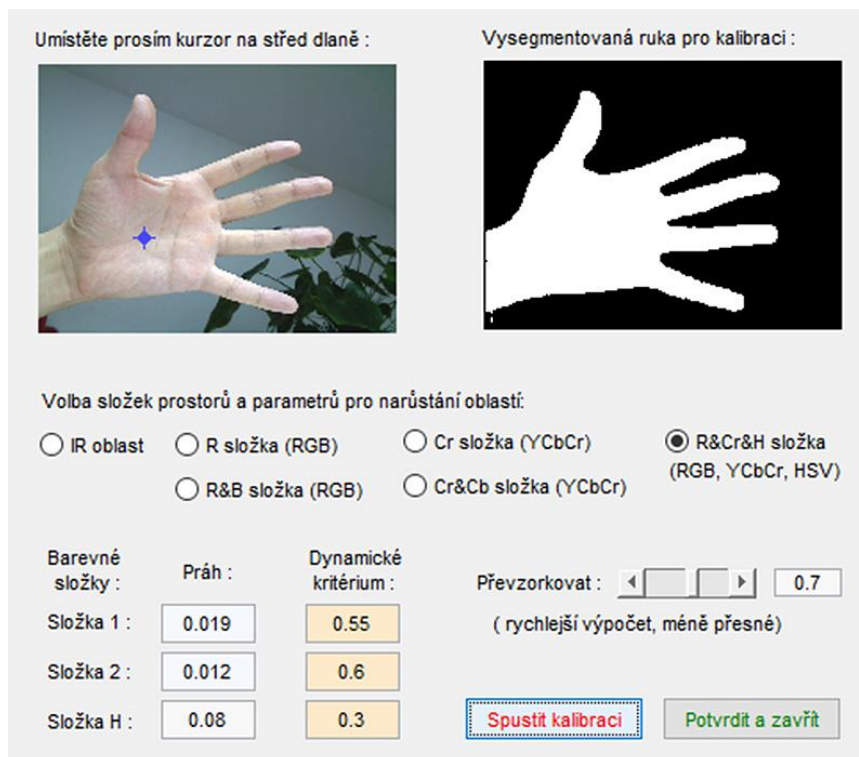 Umístěte prosím kurzor na střed dlaně :
Vysegmentovaná ruka pro kalibraci :
Volba složek prostorů a parametrů pro narůstání oblastí:
IR oblast
R složka (RGB)
Cr složka (YCbCr)
R&Cr&H složka
(RGB, YCbCr, HSV)
R&B složka (RGB)
Cr&Cb složka (YCbCr)
Barevné
složky :
Práh :
Dynamické
kritérium :
Složka 1 :
0.019
0.55
Složka 2 :
0.012
0.6
Složka H :
0.08
0.3
Převzorkovat :
0.7
( rychlejší výpočet, méně přesné)
Spustit kalibraci
Potvrdit a zavřít